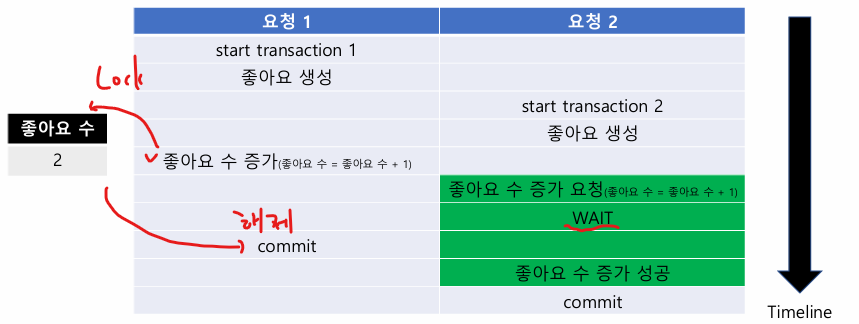 요청 1 요청 2
start transaction 1
좋아요 생성
Lock
start transaction 2
좋아요 수
좋아요 생성
2
좋아요 수 증가(좋아요 수 = 좋아요 수 + 1)
좋아요 수 증가 요청(좋아요 수 = 좋아요 수 + 1)
해제
WAIT
commit
좋아요 수 증가 성공
commit
Timeline